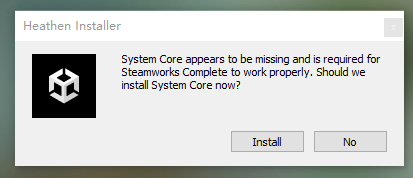 Heathen Installer
System Core appears to be missing and is required for
Steamworks Complete to work properly. Should we
install System Core now?
Install No